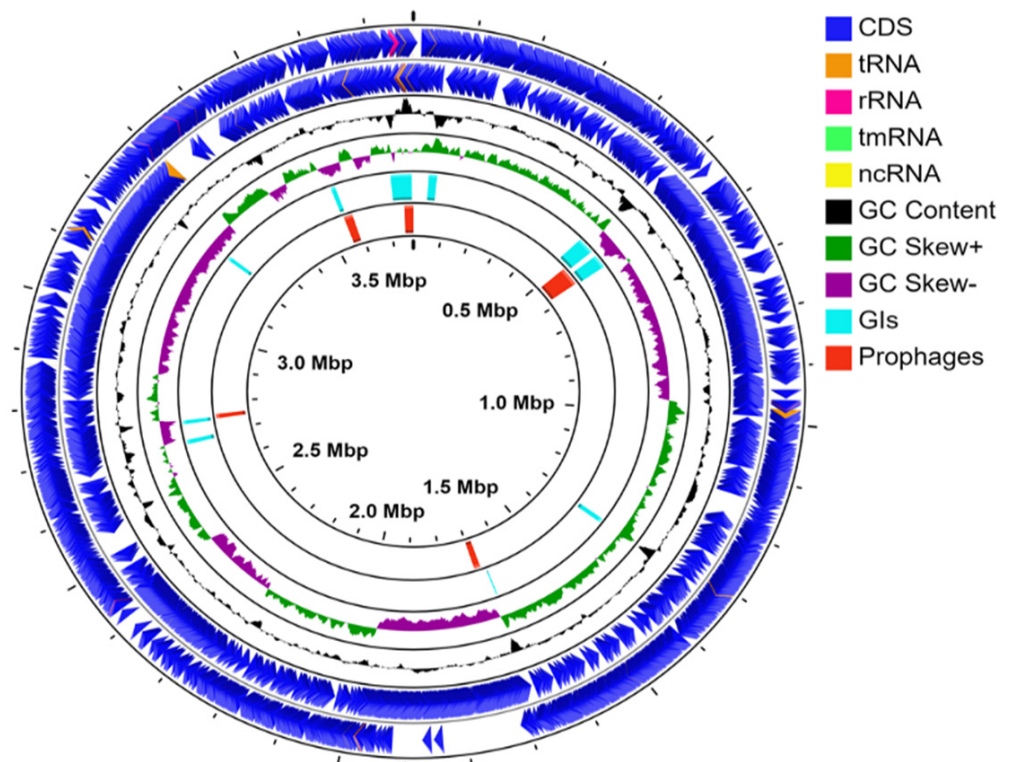 CDS
tRNA
rRNA
tmRNA
ncRNA
GC Content
GC Skew+
GC Skew-
GIs
Prophages
3.5 Mbp
0.5 Mbp
3.0 Mbp
1.0 Mbp
2.5 Mbp
1.5 Mbp
2.0 Mbp